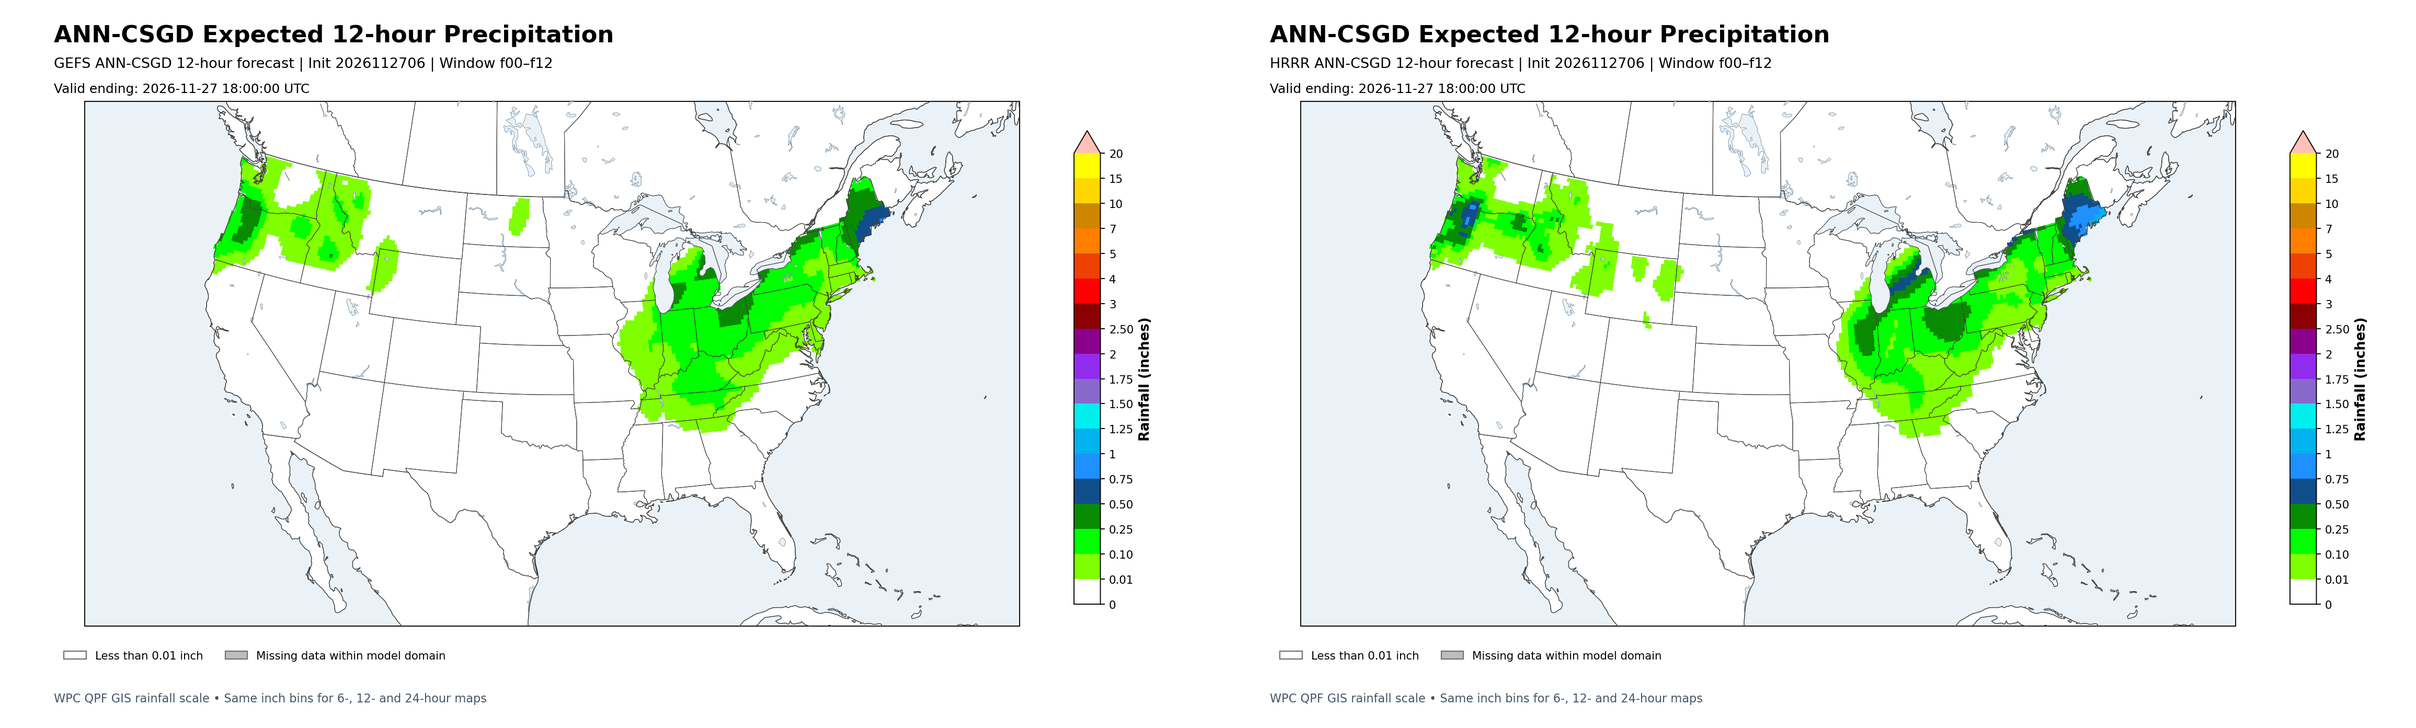 ANN-CSGD Expected 12-hour Precipitation
GEFS ANN-CSGD 12-hour forecast | Init 2026112706 | Window f00–f12
Valid ending: 2026-11-27 18:00:00 UTC
20
15
10
7
5
4
3
2.50
2
1.75
1.50
1.25
1
0.75
0.50
0.25
0.10
0.01
0
Rainfall (inches)
Less than 0.01 inch
Missing data within model domain
WPC QPF GIS rainfall scale • Same inch bins for 6-, 12- and 24-hour maps
ANN-CSGD Expected 12-hour Precipitation
HRRR ANN-CSGD 12-hour forecast | Init 2026112706 | Window f00–f12
Valid ending: 2026-11-27 18:00:00 UTC
20
15
10
7
5
4
3
2.50
2
1.75
1.50
1.25
1
0.75
0.50
0.25
0.10
0.01
0
Rainfall (inches)
Less than 0.01 inch
Missing data within model domain
WPC QPF GIS rainfall scale • Same inch bins for 6-, 12- and 24-hour maps